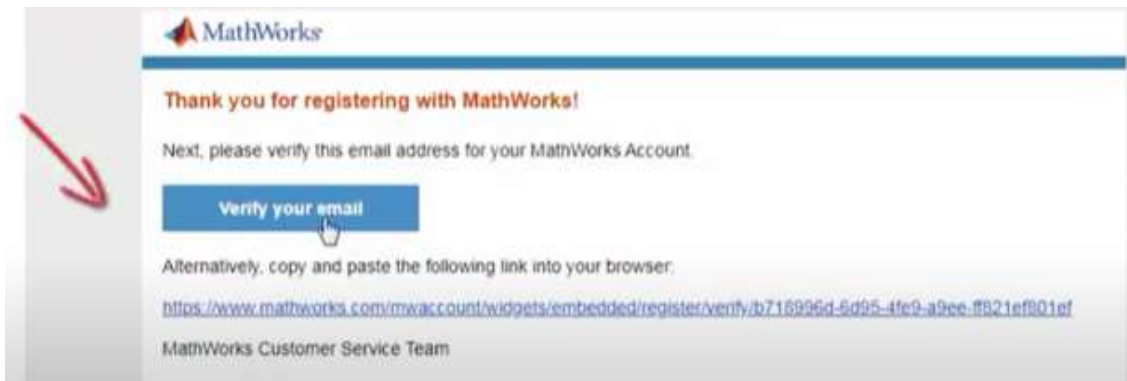 MathWorks
Thank you for registering with MathWorks!
Next, please verify this email address for your MathWorks Account.
Verify your email
Alternatively, copy and paste the following link into your browser:
https://www.mathworks.com/mwaccount/widgets/embedded/register/verify/b718996d-6d95-4fe9-a9ee-ff821ef801ef
MathWorks Customer Service Team